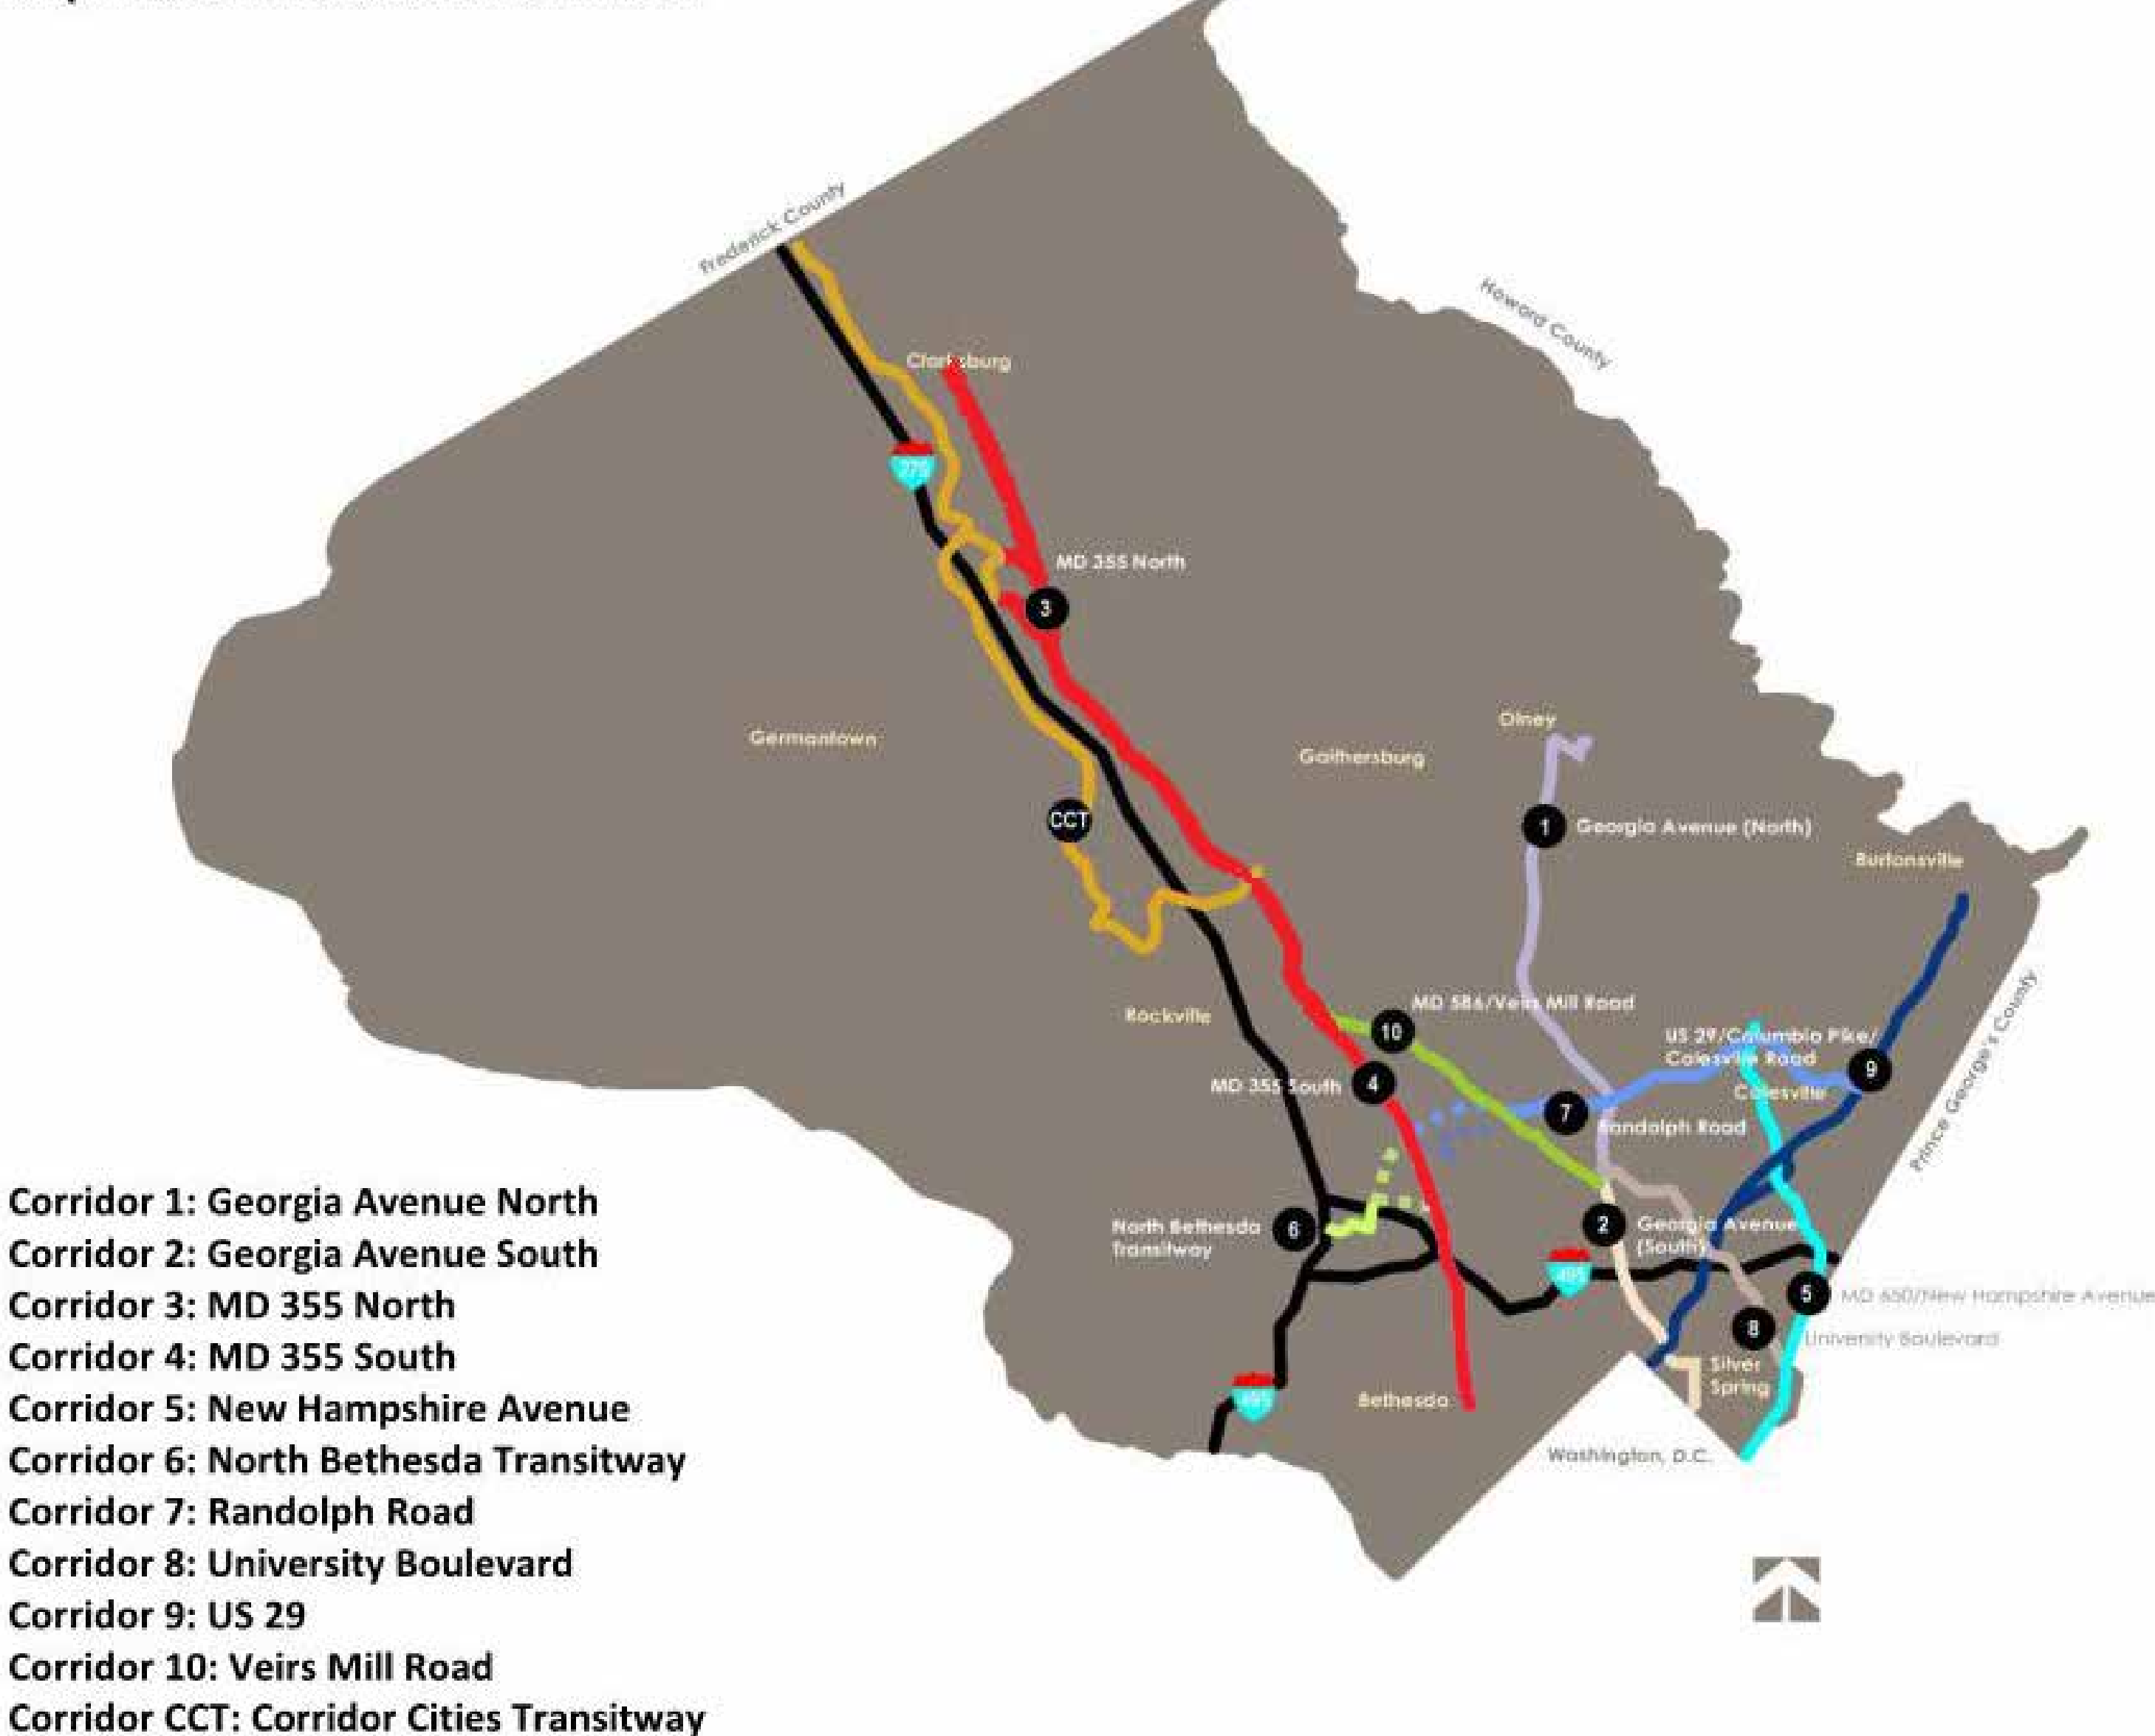 Frederick County
Howard County
Clarksburg
270
MD 355 North
3
Olney
Germantown
Gaithersburg
CCT
1
Georgia Avenue (North)
Burtonsville
MD 586/Veirs Mill Road
Rockville
10
US 29/Columbia Pike/
Colesville Road
9
Prince George's County
MD 355 South
4
Colesville
7
Randolph Road
North Bethesda
Transitway
6
2
Georgia Avenue
(South)
495
5
MD 650/New Hampshire Avenue
8
University Boulevard
Silver
Spring
495
Bethesda
Washington, D.C.
Corridor 1: Georgia Avenue North
Corridor 2: Georgia Avenue South
Corridor 3: MD 355 North
Corridor 4: MD 355 South
Corridor 5: New Hampshire Avenue
Corridor 6: North Bethesda Transitway
Corridor 7: Randolph Road
Corridor 8: University Boulevard
Corridor 9: US 29
Corridor 10: Veirs Mill Road
Corridor CCT: Corridor Cities Transitway